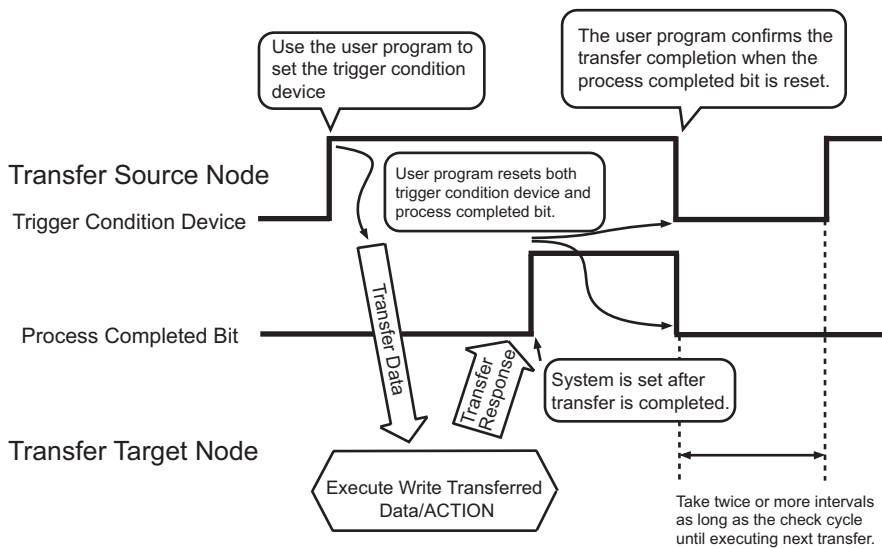 Use the user program to
set the trigger condition
device
The user program confirms the
transfer completion when the
process completed bit is reset.
Transfer Source Node
Trigger Condition Device
User program resets both
trigger condition device and
process completed bit.
Transfer Data
Process Completed Bit
Transfer
Response
System is set after
transfer is completed.
Transfer Target Node
Execute Write Transferred
Data/ACTION
Take twice or more intervals
as long as the check cycle
until executing next transfer.